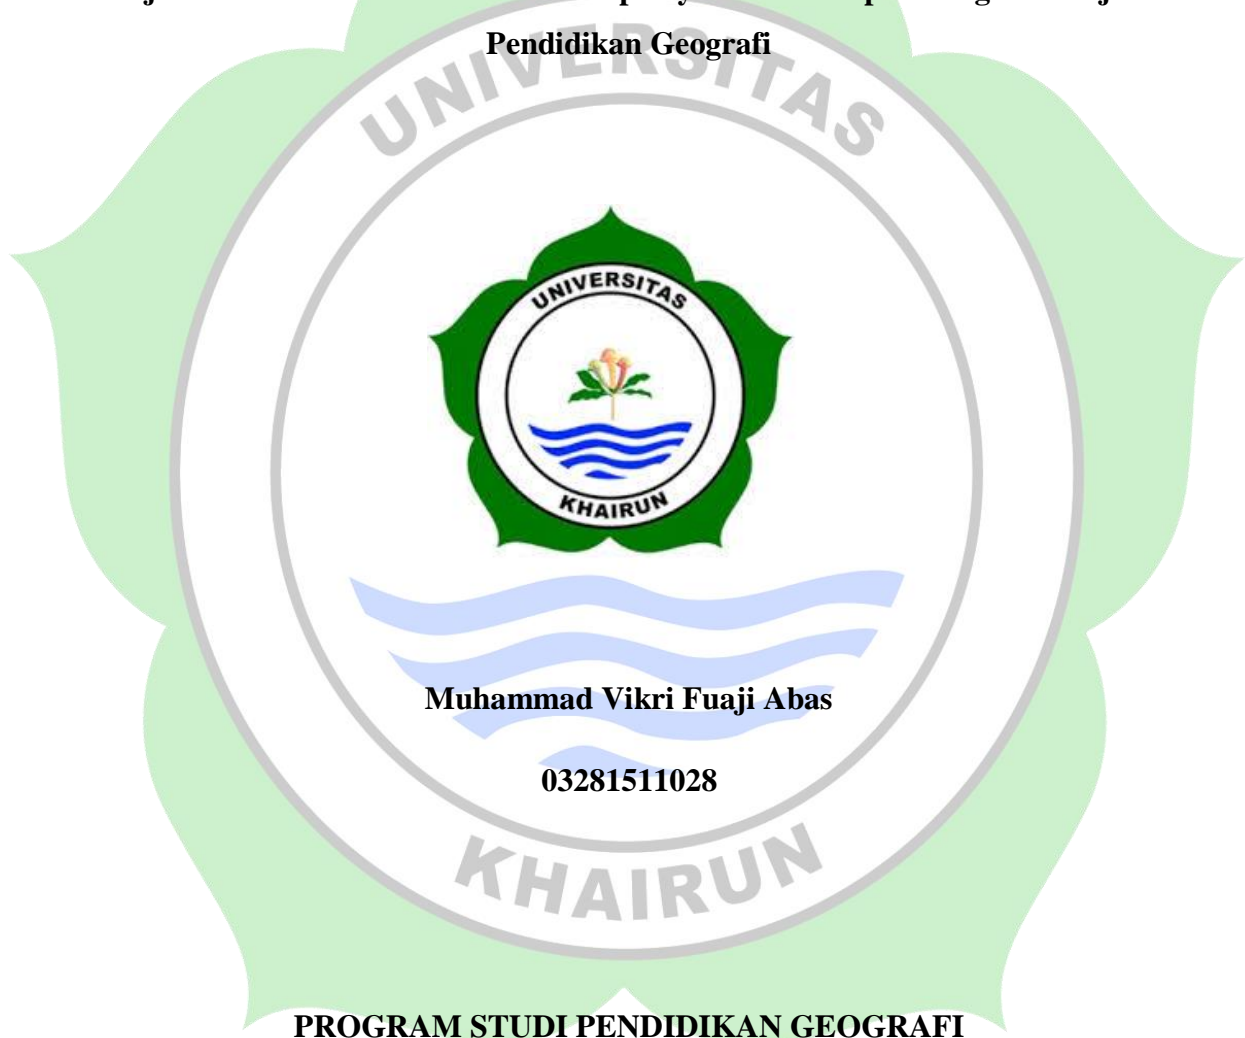 Pendidikan Geografi
UNIVERSITAS
UNIVERSITAS
KHAIRUN
Muhammad Vikri Fuaji Abas
03281511028
KHAIRUN
PROGRAM STUDI PENDIDIKAN GEOGRAFI